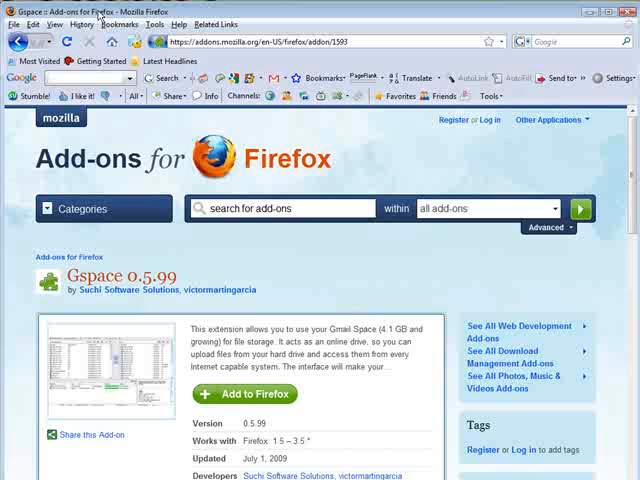 Gspace :: Add-ons for Firefox - Mozilla Firefox
File Edit View History Bookmarks Tools Help Related Links
https://addons.mozilla.org/en-US/firefox/addon/1593
Google
Most Visited Getting Started Latest Headlines
Google Search Bookmarks PageRank Translate AutoLink AutoFill Send to Settings
Stumble! I like it! All Share Info Channels: Favorites Friends Tools
mozilla
Register or Log in Other Applications
Add-ons for Firefox
Categories search for add-ons within all add-ons
Advanced
Add-ons for Firefox
Gspace 0.5.99
by Suchi Software Solutions, victormartingarcia
This extension allows you to use your Gmail Space (4.1 GB and
growing) for file storage. It acts as an online drive, so you can
upload files from your hard drive and access them from every
Internet capable system. The interface will make your...
Add to Firefox
Share this Add-on
Version 0.5.99
Works with Firefox: 1.5 – 3.5.*
Updated July 1, 2009
Developers Suchi Software Solutions, victormartingarcia
See All Web Development
Add-ons
See All Download
Management Add-ons
See All Photos, Music &
Videos Add-ons
Tags
Register or Log in to add tags